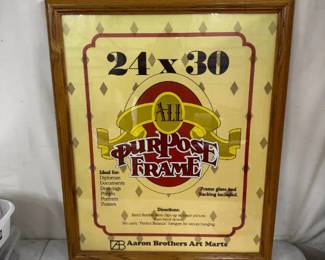 24 x 30
ALL
PURPOSE
FRAME
Ideal for:
Diplomas
Documents
Drawings
Prints
Portraits
Posters
Frame glass and
backing included.
Directions:
Aaron Brothers Art Marts